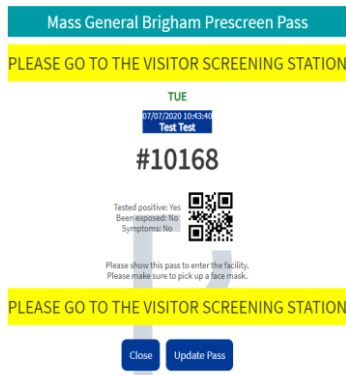 Mass General Brigham Prescreen Pass
PLEASE GO TO THE VISITOR SCREENING STATION
TUE
07/07/2020 10:43:40
Test Test
#10168
Tested positive: Yes
Been exposed: No
Symptoms: No
Please show this pass to enter the facility.
Please make sure to pick up a face mask.
PLEASE GO TO THE VISITOR SCREENING STATION
Close
Update Pass